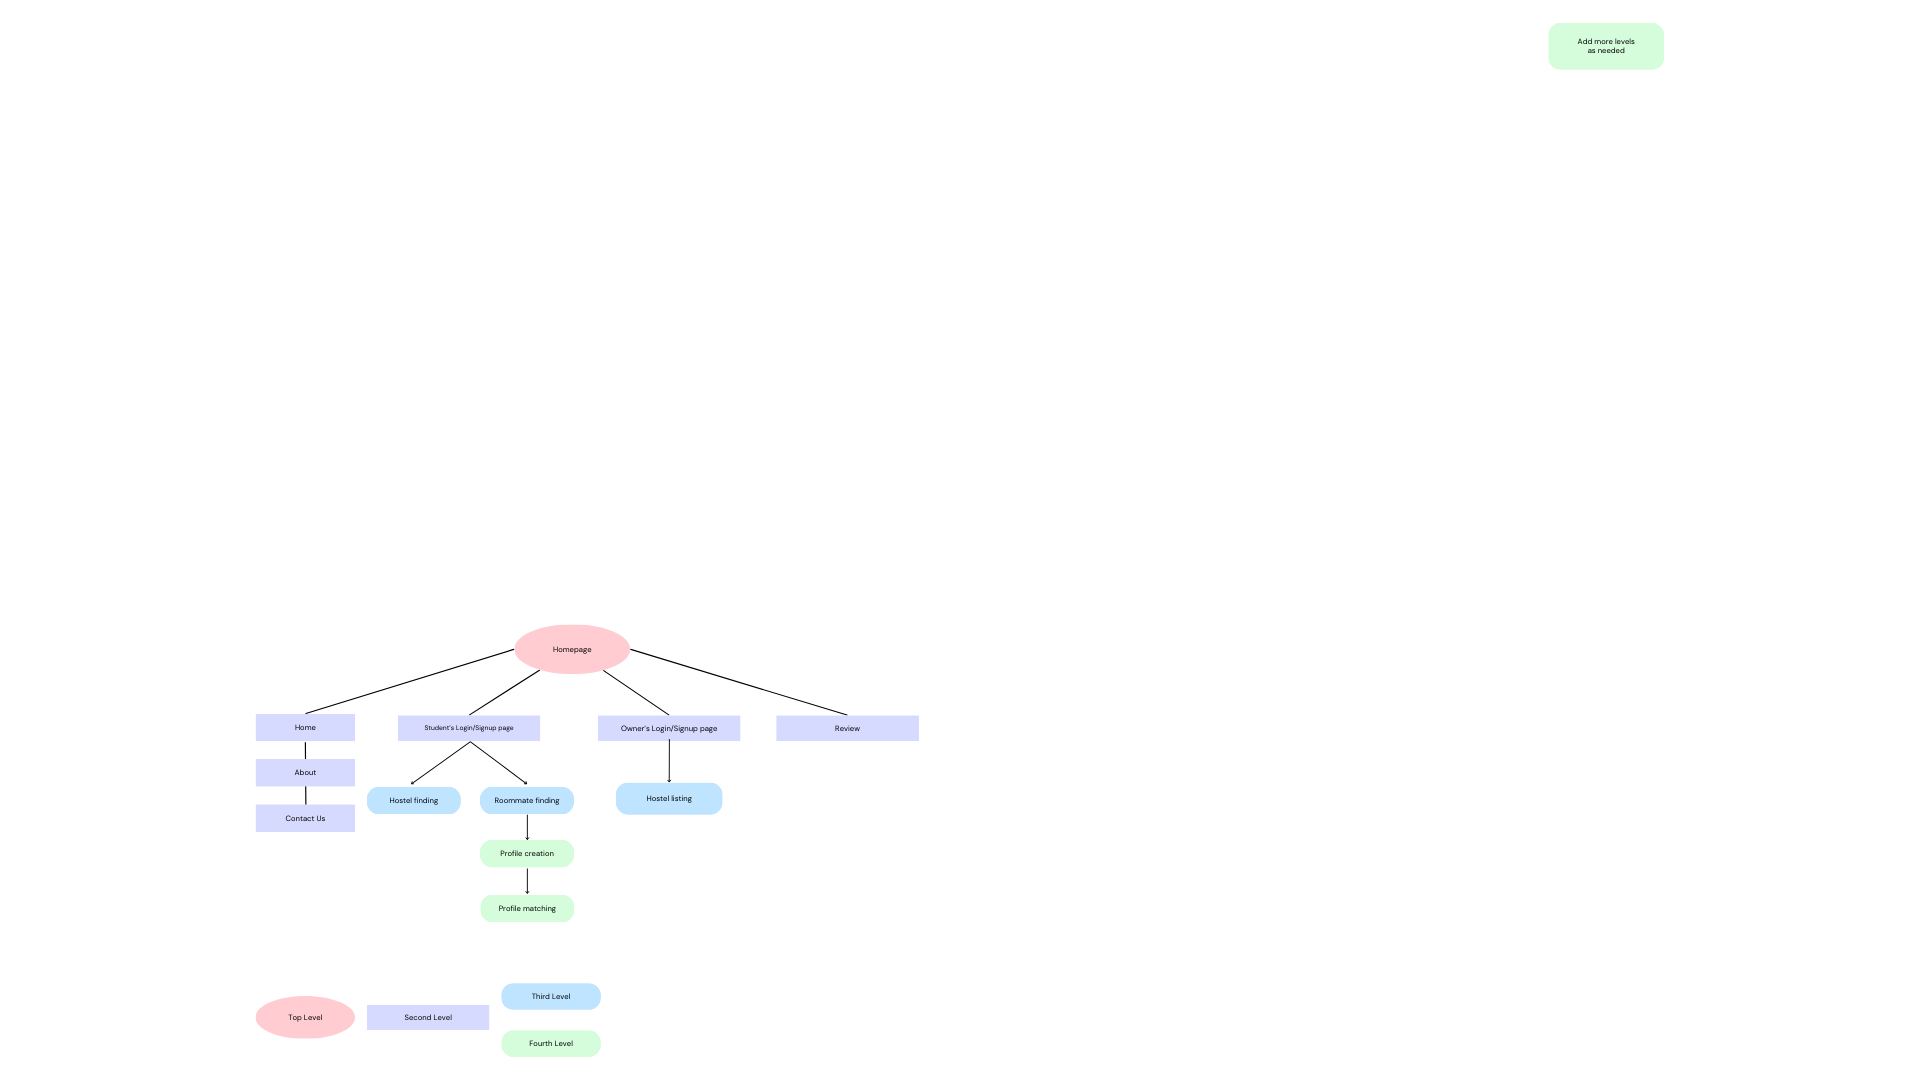 Add more levels
as needed
Homepage
Home
Student's Login/Signup page
Owner's Login/Signup page
Review
About
Contact Us
Hostel finding
Roommate finding
Hostel listing
Profile creation
Profile matching
Top Level
Second Level
Third Level
Fourth Level